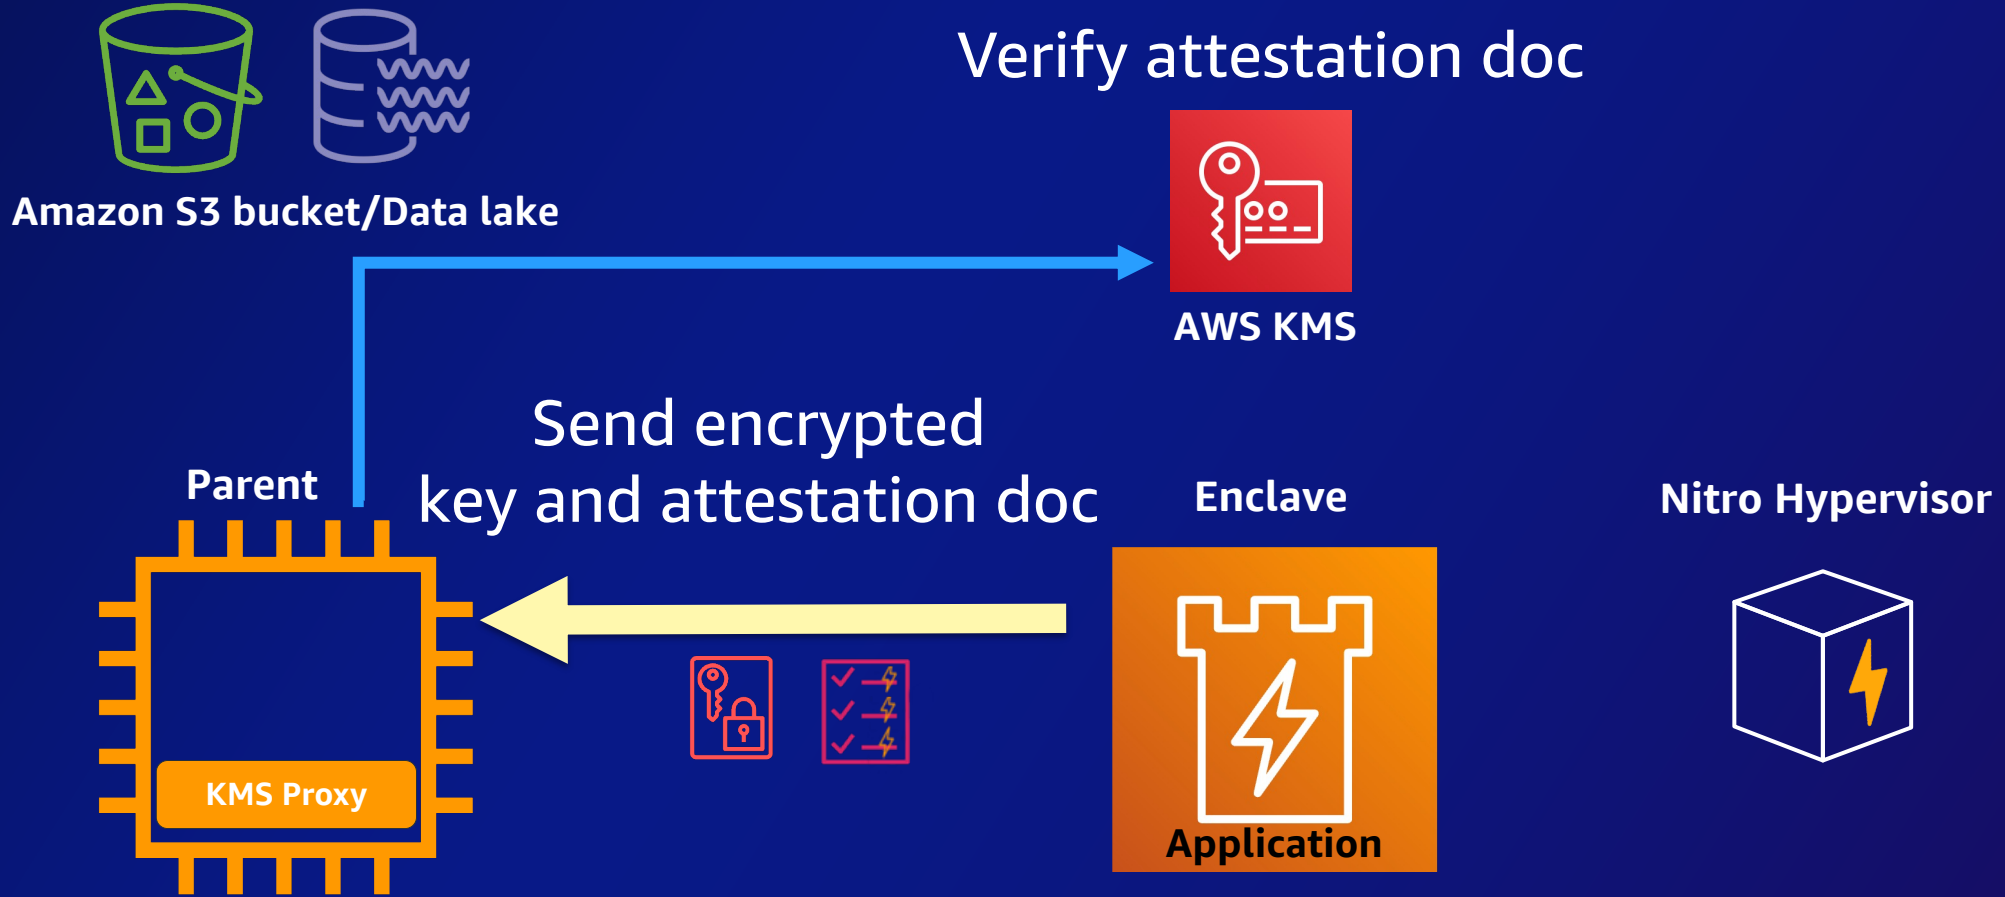 Verify attestation doc
Amazon S3 bucket/Data lake
AWS KMS
Send encrypted
key and attestation doc
Parent
Enclave
Nitro Hypervisor
KMS Proxy
Application